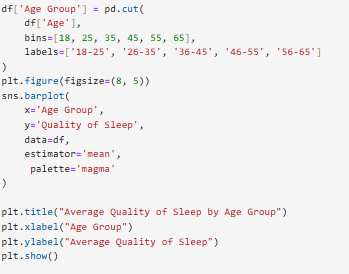 df['Age Group'] = pd.cut(
    df['Age'],
    bins=[18, 25, 35, 45, 55, 65],
    labels=['18-25', '26-35', '36-45', '46-55', '56-65']
)
plt.figure(figsize=(8, 5))
sns.barplot(
    x='Age Group',
    y='Quality of Sleep',
    data=df,
    estimator='mean',
     palette='magma'
)

plt.title("Average Quality of Sleep by Age Group")
plt.xlabel("Age Group")
plt.ylabel("Average Quality of Sleep")
plt.show()